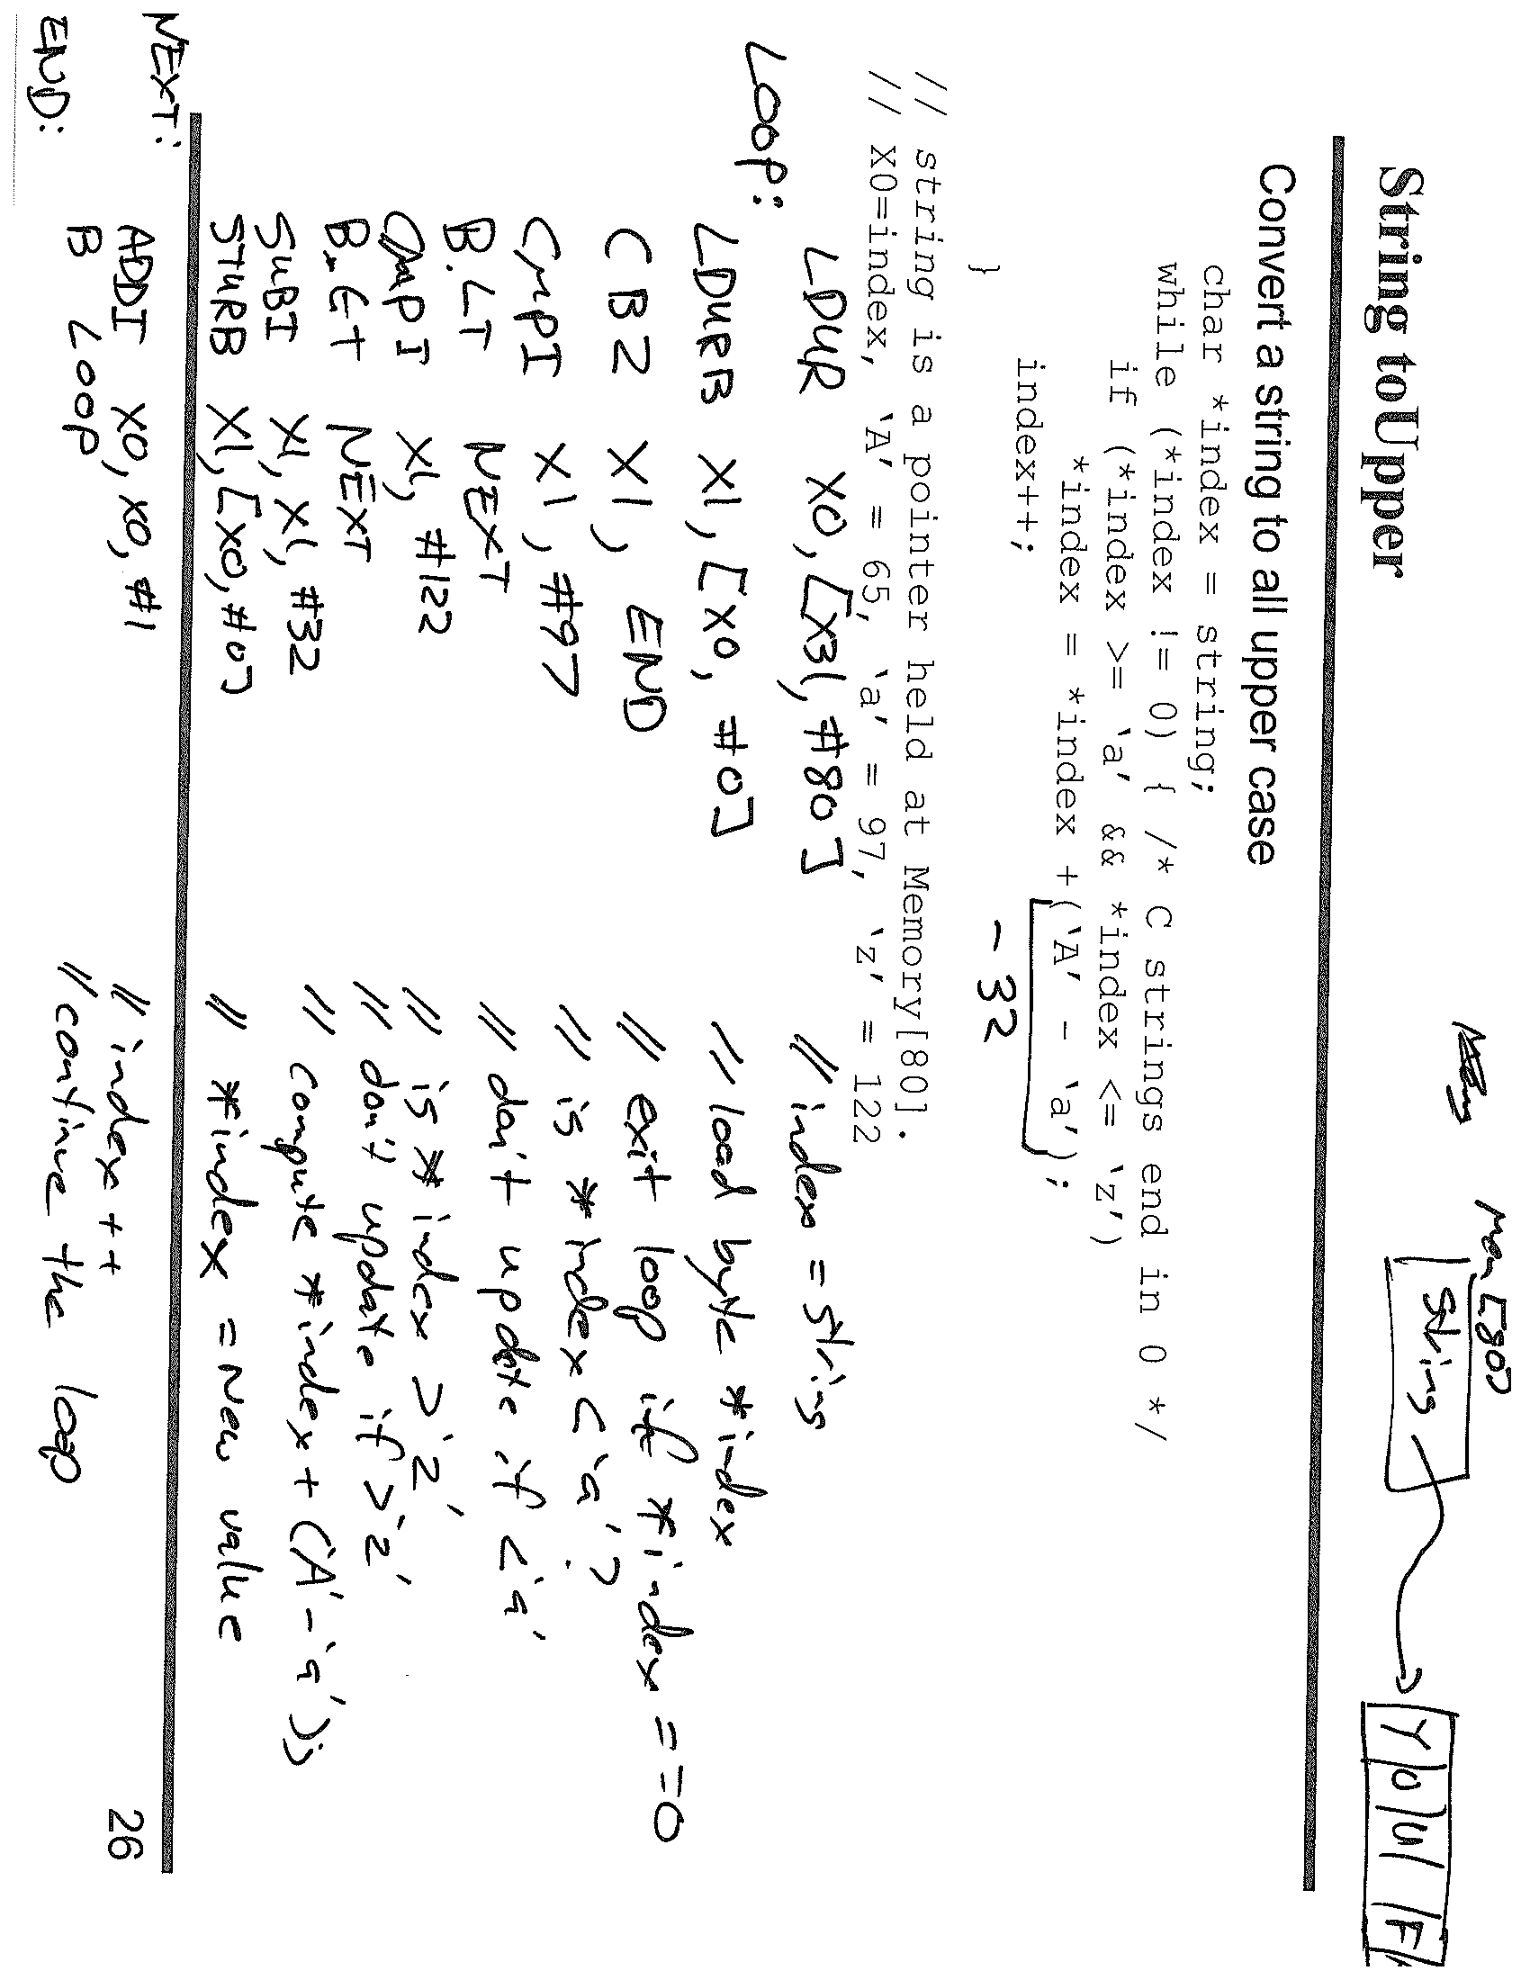 String toUpper
Mem[80]
String
Y O U F
Convert a string to all upper case
char *index = string;
while (*index != 0) { /* C strings end in 0 */
if (*index >= 'a' && *index <= 'z')
*index = *index +('A' - 'a');
index++;
- 32
}
// string is a pointer held at Memory[80].
// X0=index, 'A' = 65, 'a' = 97, 'z' = 122
LDUR X0, [X31, #80] // index = string
LOOP: LDURB X1, [X0, #0] // load byte *index
CBZ X1, END // exit loop if *index == 0
CMPI X1, #97 // is *index < 'a'?
B.LT NEXT // don't update if < 'a'
CMPI X1, #122 // is *index > 'z'
B.GT NEXT // don't update if > 'z'
SUBI X1, X1, #32 // compute *index + ('A' - 'a');
STURB X1, [X0, #0] // *index = New value
NEXT: ADDI X0, X0, #1 // index ++
B LOOP // continue the loop
END:
26